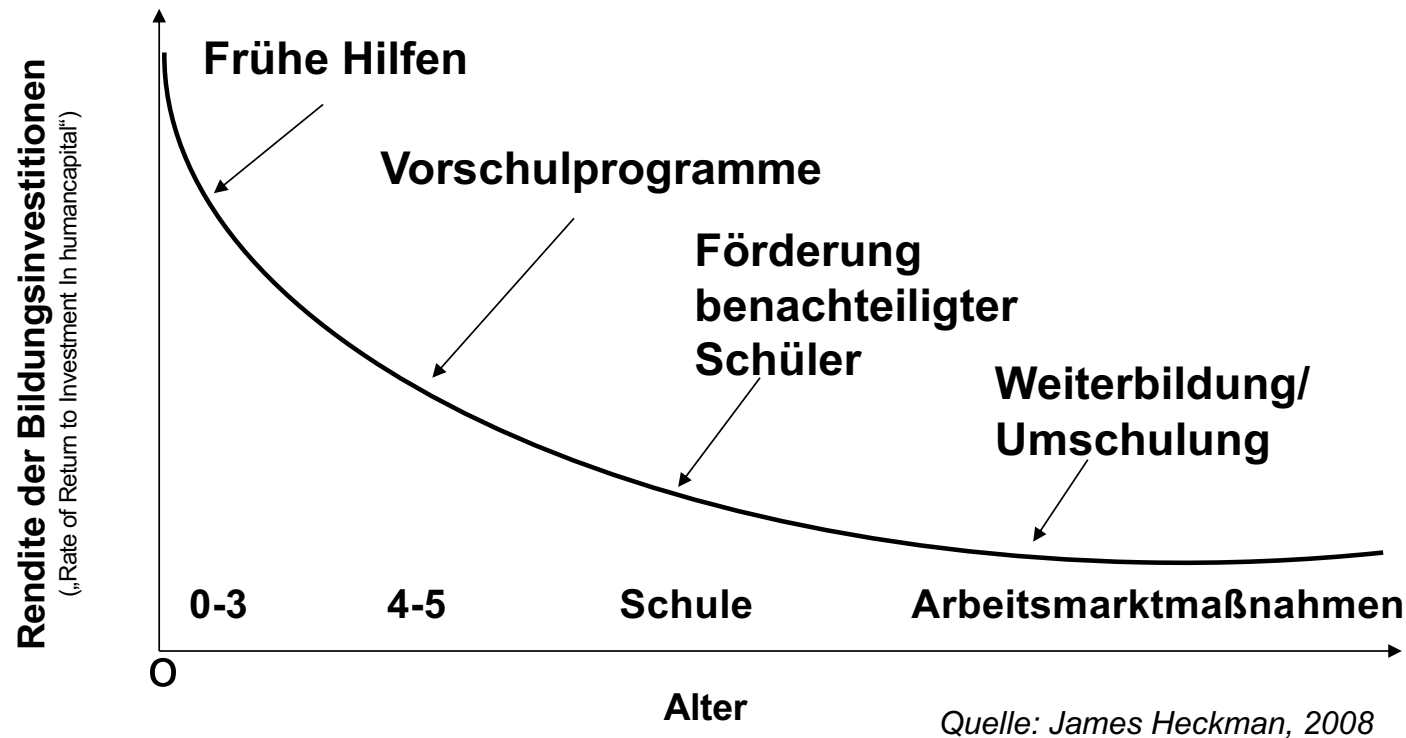 Rendite der Bildungsinvestitionen
(„Rate of Return to Investment In humancapital“)
Frühe Hilfen
Vorschulprogramme
Förderung
benachteiligter
Schüler
Weiterbildung/
Umschulung
0-3 4-5 Schule Arbeitsmarktmaßnahmen
O
Alter
Quelle: James Heckman, 2008